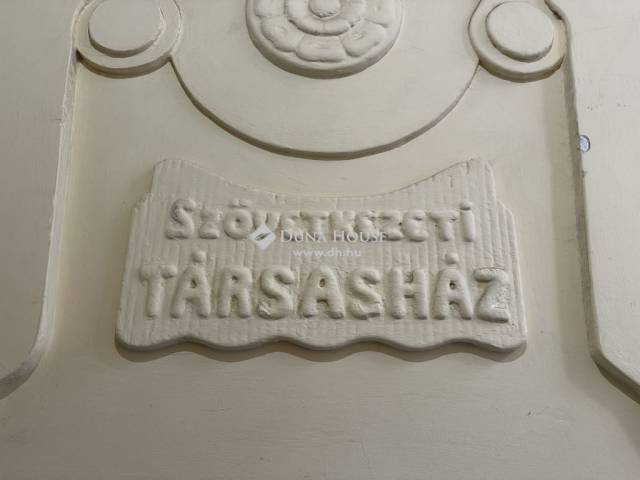 SZÖVETKEZETI
DUNA HOUSE
www.dh.hu
TÁRSASHÁZ